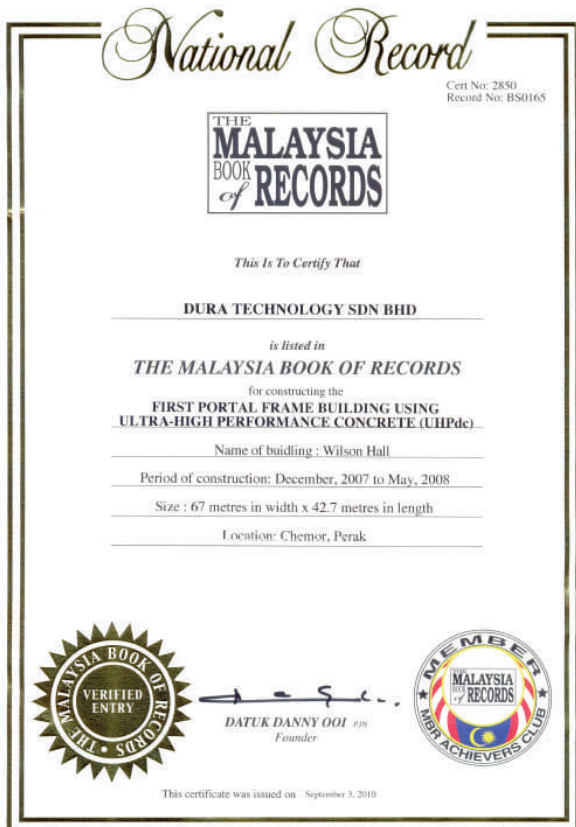 National Record
Cert No: 2850
Record No: BS0165
THE
MALAYSIA
BOOK
of RECORDS
This Is To Certify That
DURA TECHNOLOGY SDN BHD
is listed in
THE MALAYSIA BOOK OF RECORDS
for constructing the
FIRST PORTAL FRAME BUILDING USING
ULTRA-HIGH PERFORMANCE CONCRETE (UHPdc)
Name of buidling : Wilson Hall
Period of construction: December, 2007 to May, 2008
Size : 67 metres in width x 42.7 metres in length
Location: Chemor, Perak
THE MALAYSIA BOOK OF RECORDS
VERIFIED
ENTRY
DATUK DANNY OOI PJN
Founder
MEMBER
THE
MALAYSIA
BOOK
of RECORDS
MBR ACHIEVERS CLUB
This certificate was issued on September 3, 2010